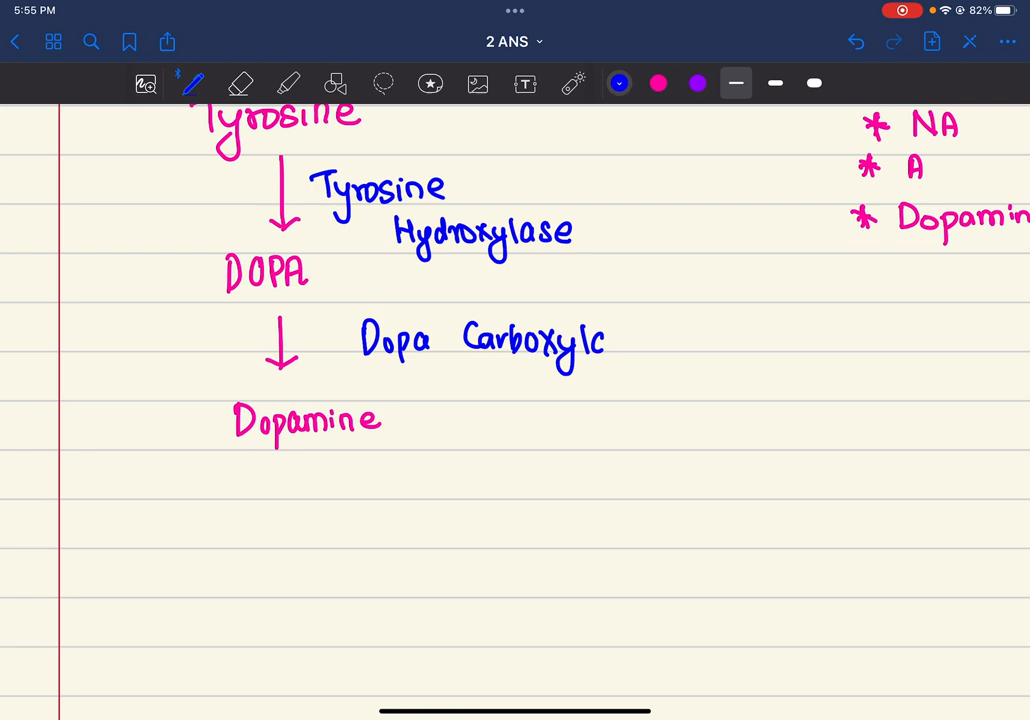 5:55 PM
82%
2 ANS
Tyrosine
* NA
* A
Tyrosine
Hydroxylase
* Dopamin
DOPA
Dopa Carboxylc
Dopamine